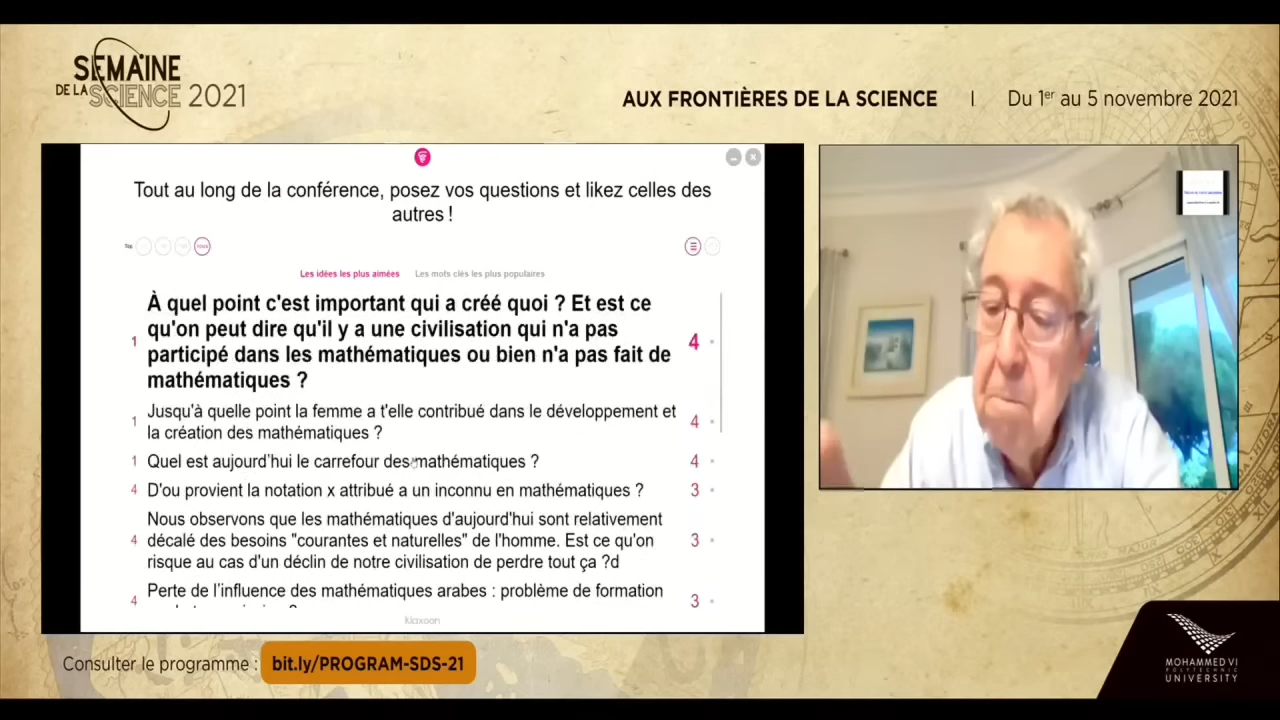 SEMAINE
DE LA SCIENCE 2021
AUX FRONTIÈRES DE LA SCIENCE | Du 1er au 5 novembre 2021
Tout au long de la conférence, posez vos questions et likez celles des
autres !
Top
Les idées les plus aimées Les mots clés les plus populaires
À quel point c'est important qui a créé quoi ? Et est ce
qu'on peut dire qu'il y a une civilisation qui n'a pas
1 participé dans les mathématiques ou bien n'a pas fait de 4
mathématiques ?
Jusqu'à quelle point la femme a t'elle contribué dans le développement et
1 la création des mathématiques ? 4
1 Quel est aujourd'hui le carrefour des mathématiques ? 4
4 D'ou provient la notation x attribué a un inconnu en mathématiques ? 3
Nous observons que les mathématiques d'aujourd'hui sont relativement
4 décalé des besoins "courantes et naturelles" de l'homme. Est ce qu'on 3
risque au cas d'un déclin de notre civilisation de perdre tout ça ?d
Perte de l'influence des mathématiques arabes : problème de formation
4 3
klaxoon
Consulter le programme : bit.ly/PROGRAM-SDS-21
MOHAMMED VI
POLYTECHNIC
UNIVERSITY